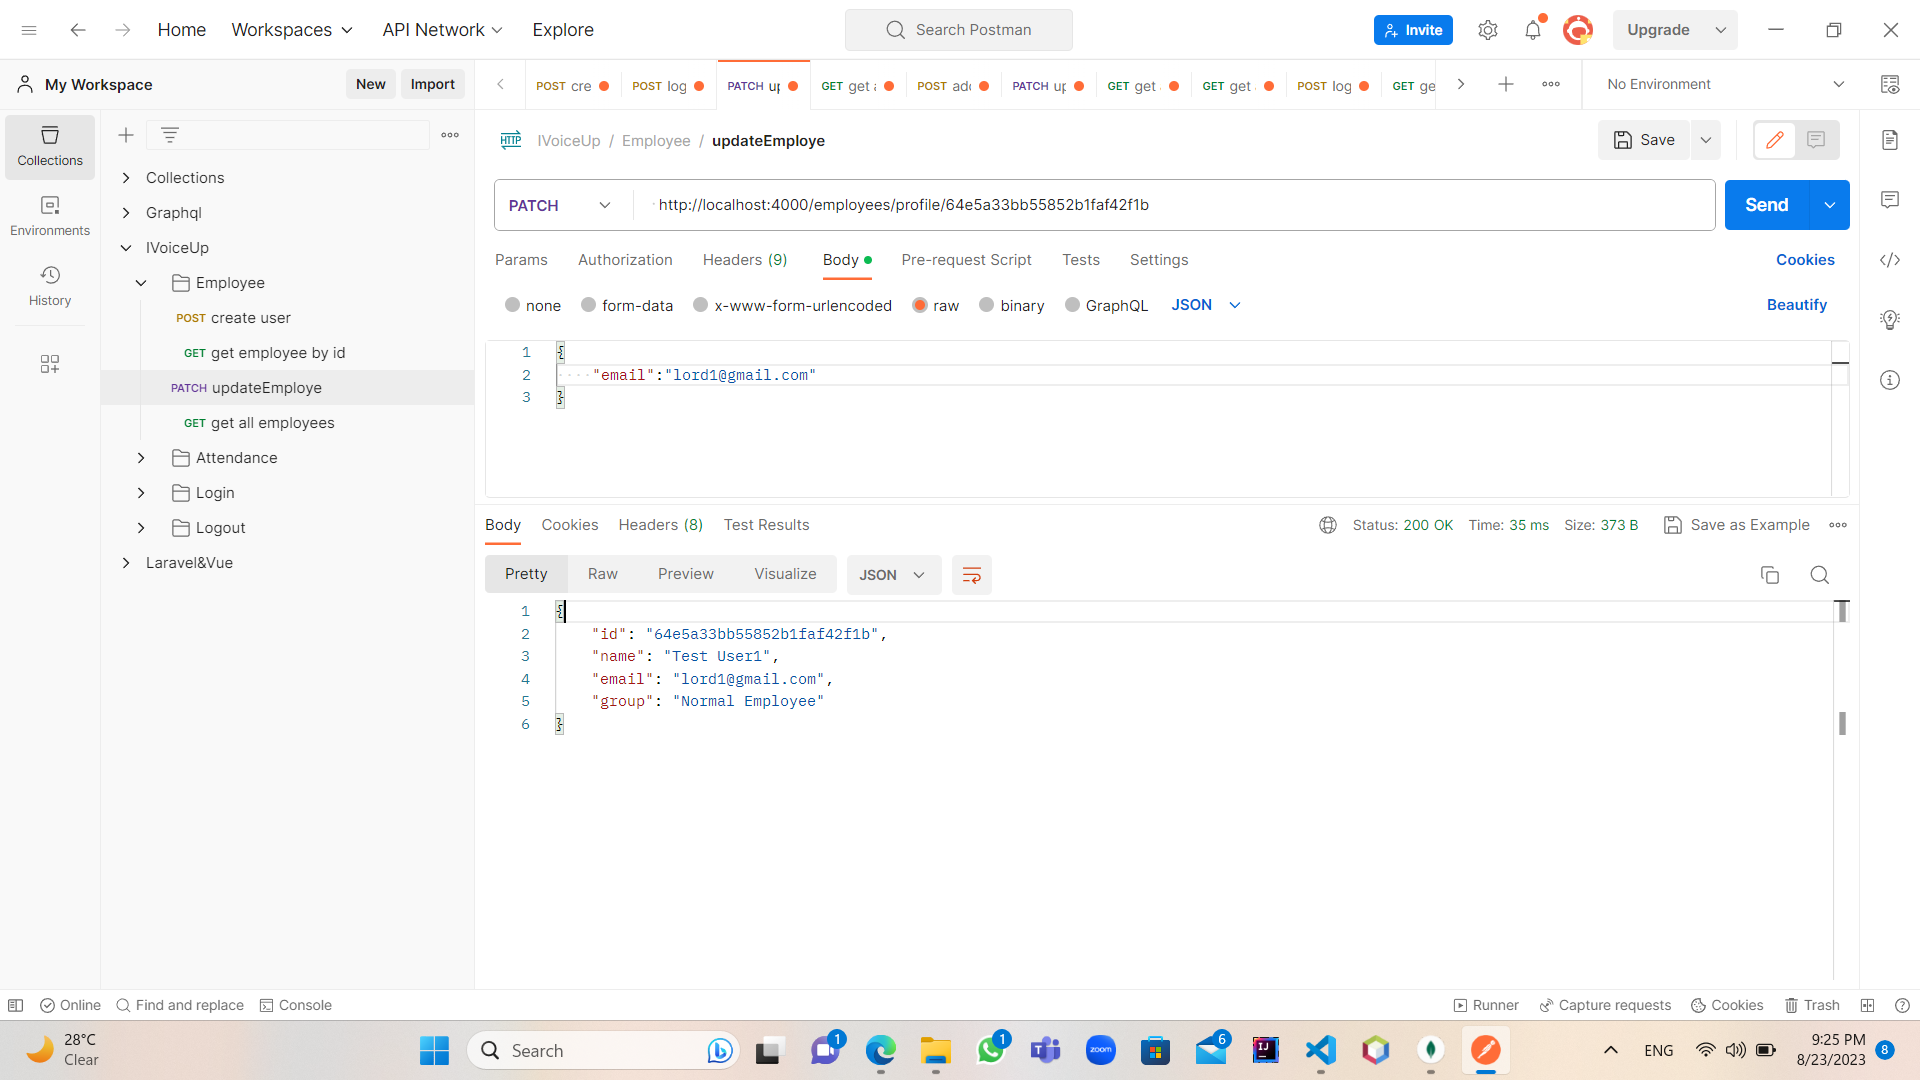 Home Workspaces API Network Explore Search Postman Invite Upgrade
My Workspace New Import POST cre POST log PATCH up GET get POST add PATCH up GET get GET get POST log GET ge No Environment
IVoiceUp / Employee / updateEmploye Save
Collections
Environments
History
Collections
Graphql
IVoiceUp
Employee
POST create user
GET get employee by id
PATCH updateEmploye
GET get all employees
Attendance
Login
Logout
Laravel&Vue
PATCH http://localhost:4000/employees/profile/64e5a33bb55852b1faf42f1b Send
Params Authorization Headers (9) Body Pre-request Script Tests Settings Cookies
none form-data x-www-form-urlencoded raw binary GraphQL JSON Beautify
1 {
2 "email":"lord1@gmail.com"
3 }
Body Cookies Headers (8) Test Results Status: 200 OK Time: 35 ms Size: 373 B Save as Example
Pretty Raw Preview Visualize JSON
1 {
2 "id": "64e5a33bb55852b1faf42f1b",
3 "name": "Test User1",
4 "email": "lord1@gmail.com",
5 "group": "Normal Employee"
6 }
Online Find and replace Console Runner Capture requests Cookies Trash
28°C
Clear
Search
1
1
zoom
6
IJ
ENG
9:25 PM
8/23/2023
8